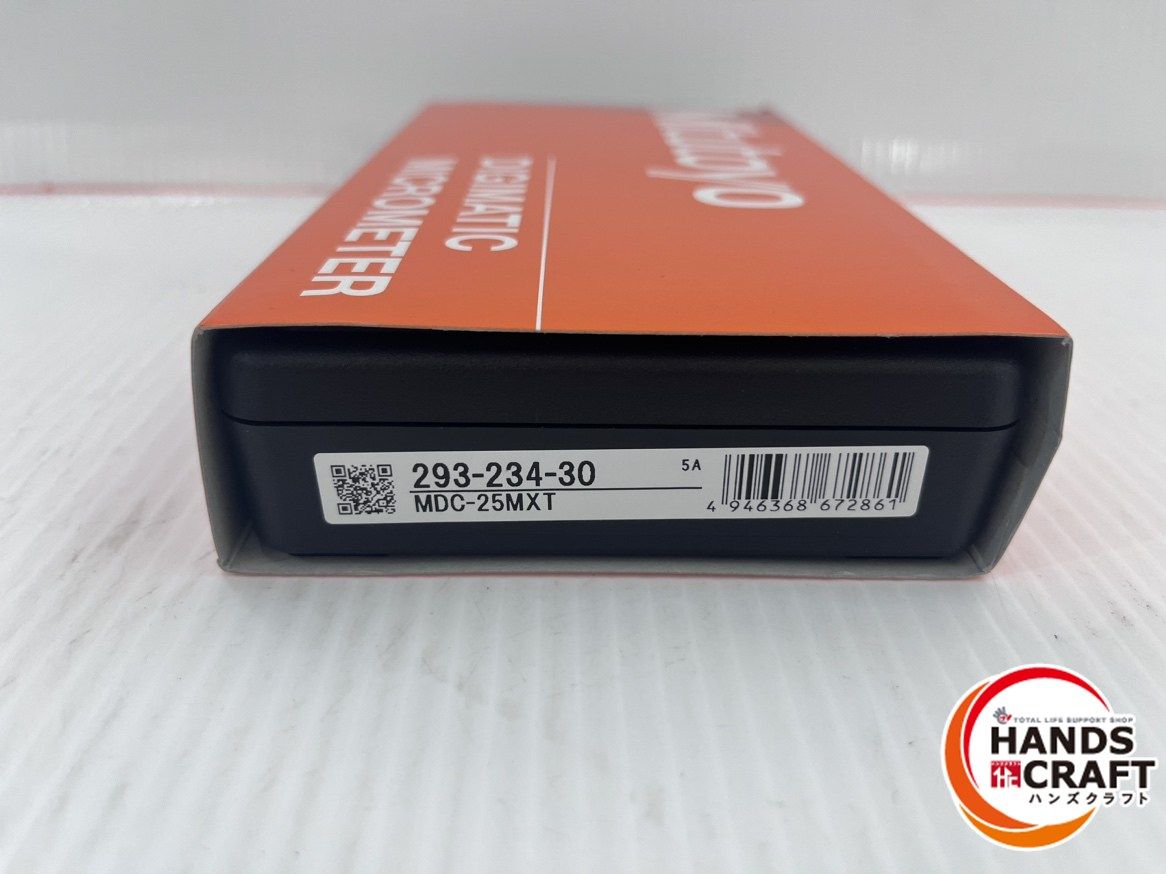 Mitutoyo
DIGIMATIC
MICROMETER
293-234-30
5A
MDC-25MXT
4 946368 672861
TOTAL LIFE SUPPORT SHOP
HANDS
CRAFT
ハンズクラフト